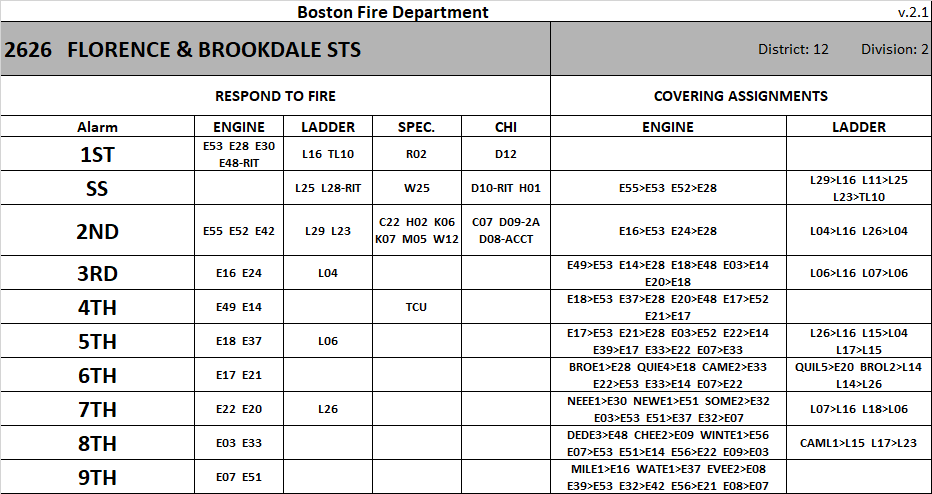 Boston Fire Department v.2.1
2626 FLORENCE & BROOKDALE STS District: 12 Division: 2
RESPOND TO FIRE COVERING ASSIGNMENTS
Alarm ENGINE LADDER SPEC. CHI ENGINE LADDER
1ST E53 E28 E30 L16 TL10 R02 D12
E48-RIT
SS L25 L28-RIT W25 D10-RIT H01 E55>E53 E52>E28 L29>L16 L11>L25
L23>TL10
2ND E55 E52 E42 L29 L23 C22 H02 K06 C07 D09-2A E16>E53 E24>E28 L04>L16 L26>L04
K07 M05 W12 D08-ACCT
3RD E16 E24 L04 E49>E53 E14>E28 E18>E48 E03>E14 L06>L16 L07>L06
E20>E18
4TH E49 E14 TCU E18>E53 E37>E28 E20>E48 E17>E52
E21>E17
5TH E18 E37 L06 E17>E53 E21>E28 E03>E52 E22>E14 L26>L16 L15>L04
E39>E17 E33>E22 E07>E33 L17>L15
6TH E17 E21 BROE1>E28 QUIE4>E18 CAME2>E33 QUIL5>E20 BROL2>L14
E22>E53 E33>E14 E07>E22 L14>L26
7TH E22 E20 L26 NEEE1>E30 NEWE1>E51 SOME2>E32 L07>L16 L18>L06
E03>E53 E51>E37 E32>E07
8TH E03 E33 DEDE3>E48 CHEE2>E09 WINTE1>E56 CAML1>L15 L17>L23
E07>E53 E51>E14 E56>E22 E09>E03
9TH E07 E51 MILE1>E16 WATE1>E37 EVEE2>E08
E39>E53 E32>E42 E56>E21 E08>E07